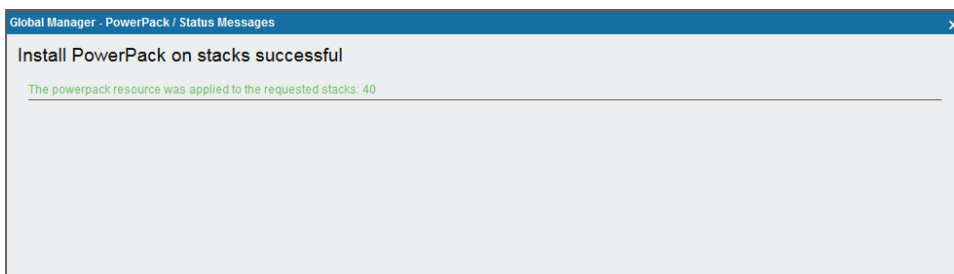 Global Manager - PowerPack / Status Messages
Install PowerPack on stacks successful
The powerpack resource was applied to the requested stacks: 40